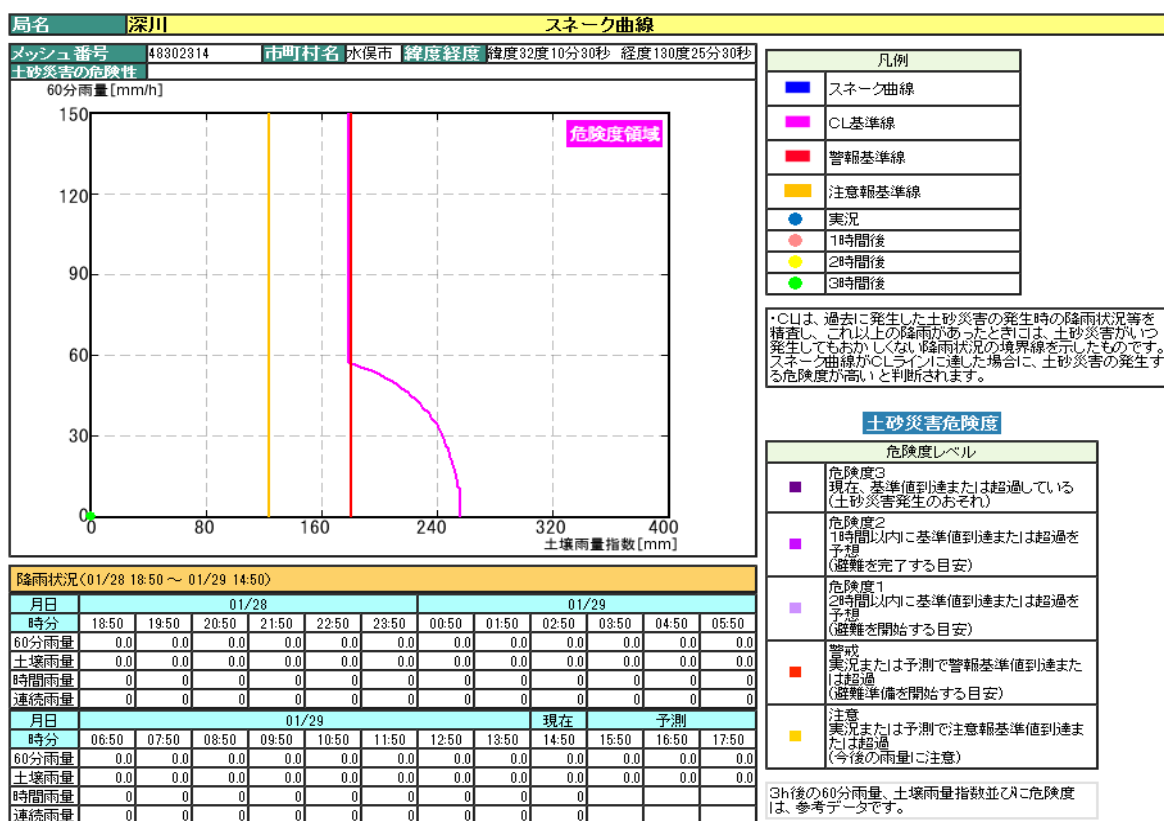 局名 深川 スネーク曲線
メッシュ番号 48302314 市町村名 水俣市 緯度経度 緯度32度10分30秒 経度130度25分30秒
土砂災害の危険性
60分雨量[mm/h]
150
120
90
60
30
0
危険度領域
0 80 160 240 320 400
土壌雨量指数[mm]
凡例
スネーク曲線
CL基準線
警報基準線
注意報基準線
実況
1時間後
2時間後
3時間後
・CLは、過去に発生した土砂災害の発生時の降雨状況等を
精査し、これ以上の降雨があったときには、土砂災害がいつ
発生してもおかしくない降雨状況の境界線を示したものです。
スネーク曲線がCLラインに達した場合に、土砂災害の発生す
る危険度が高いと判断されます。
土砂災害危険度
危険度レベル
危険度3
現在、基準値到達または超過している
(土砂災害発生のおそれ)
危険度2
1時間以内に基準値到達または超過を
予想
(避難を完了する目安)
危険度1
2時間以内に基準値到達または超過を
予想
(避難を開始する目安)
警戒
実況または予測で警報基準値到達また
は超過
(避難準備を開始する目安)
注意
実況または予測で注意報基準値到達ま
たは超過
(今後の雨量に注意)
3h後の60分雨量、土壌雨量指数並びに危険度
は、参考データです。
降雨状況(01/28 18:50 ～ 01/29 14:50)
月日 01/28 01/29
時分 18:50 19:50 20:50 21:50 22:50 23:50 00:50 01:50 02:50 03:50 04:50 05:50
60分雨量 0.0 0.0 0.0 0.0 0.0 0.0 0.0 0.0 0.0 0.0 0.0 0.0
土壌雨量 0.0 0.0 0.0 0.0 0.0 0.0 0.0 0.0 0.0 0.0 0.0 0.0
時間雨量 0 0 0 0 0 0 0 0 0 0 0 0
連続雨量 0 0 0 0 0 0 0 0 0 0 0 0
月日 01/29 現在 予測
時分 06:50 07:50 08:50 09:50 10:50 11:50 12:50 13:50 14:50 15:50 16:50 17:50
60分雨量 0.0 0.0 0.0 0.0 0.0 0.0 0.0 0.0 0.0 0.0 0.0 0.0
土壌雨量 0.0 0.0 0.0 0.0 0.0 0.0 0.0 0.0 0.0 0.0 0.0 0.0
時間雨量 0 0 0 0 0 0 0 0 0
連続雨量 0 0 0 0 0 0 0 0 0